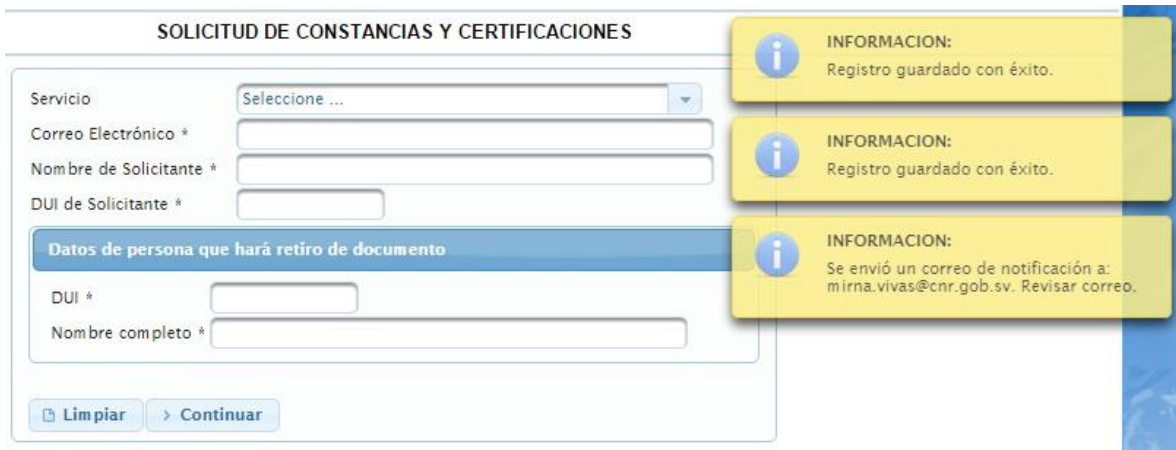 SOLICITUD DE CONSTANCIAS Y CERTIFICACIONES
Servicio
Seleccione ...
Correo Electrónico *
Nombre de Solicitante *
DUI de Solicitante *
Datos de persona que hará retiro de documento
DUI *
Nombre completo *
Limpiar
Continuar
INFORMACION:
Registro guardado con éxito.
INFORMACION:
Registro guardado con éxito.
INFORMACION:
Se envió un correo de notificación a:
mirna.vivas@cnr.gob.sv. Revisar correo.